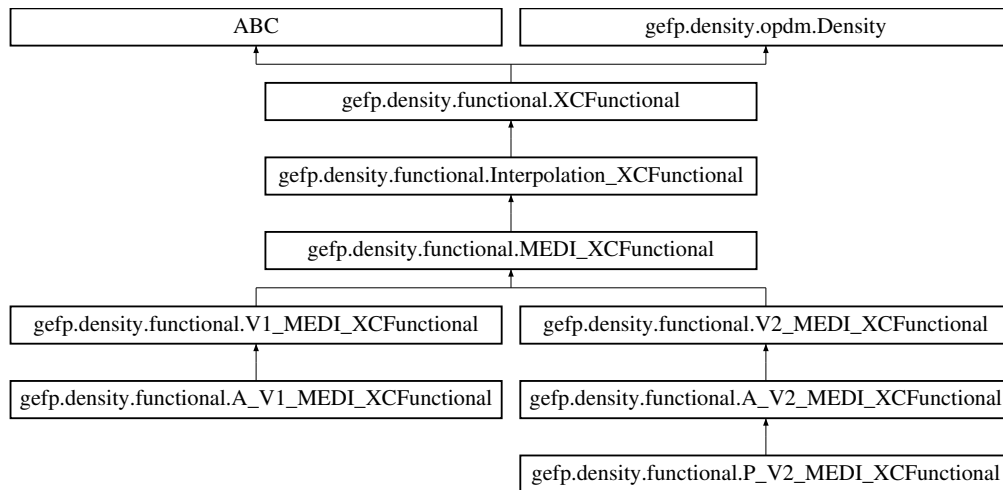 ABC
gefp.density.opdm.Density
gefp.density.functional.XCFunctional
gefp.density.functional.Interpolation_XCFunctional
gefp.density.functional.MEDI_XCFunctional
gefp.density.functional.V1_MEDI_XCFunctional
gefp.density.functional.V2_MEDI_XCFunctional
gefp.density.functional.A_V1_MEDI_XCFunctional
gefp.density.functional.A_V2_MEDI_XCFunctional
gefp.density.functional.P_V2_MEDI_XCFunctional